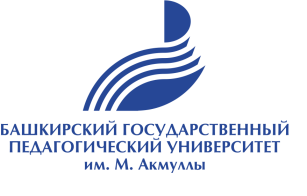 БАШКИРСКИЙ ГОСУДАРСТВЕННЫЙ
ПЕДАГОГИЧЕСКИЙ УНИВЕРСИТЕТ
им. М. Акмуллы